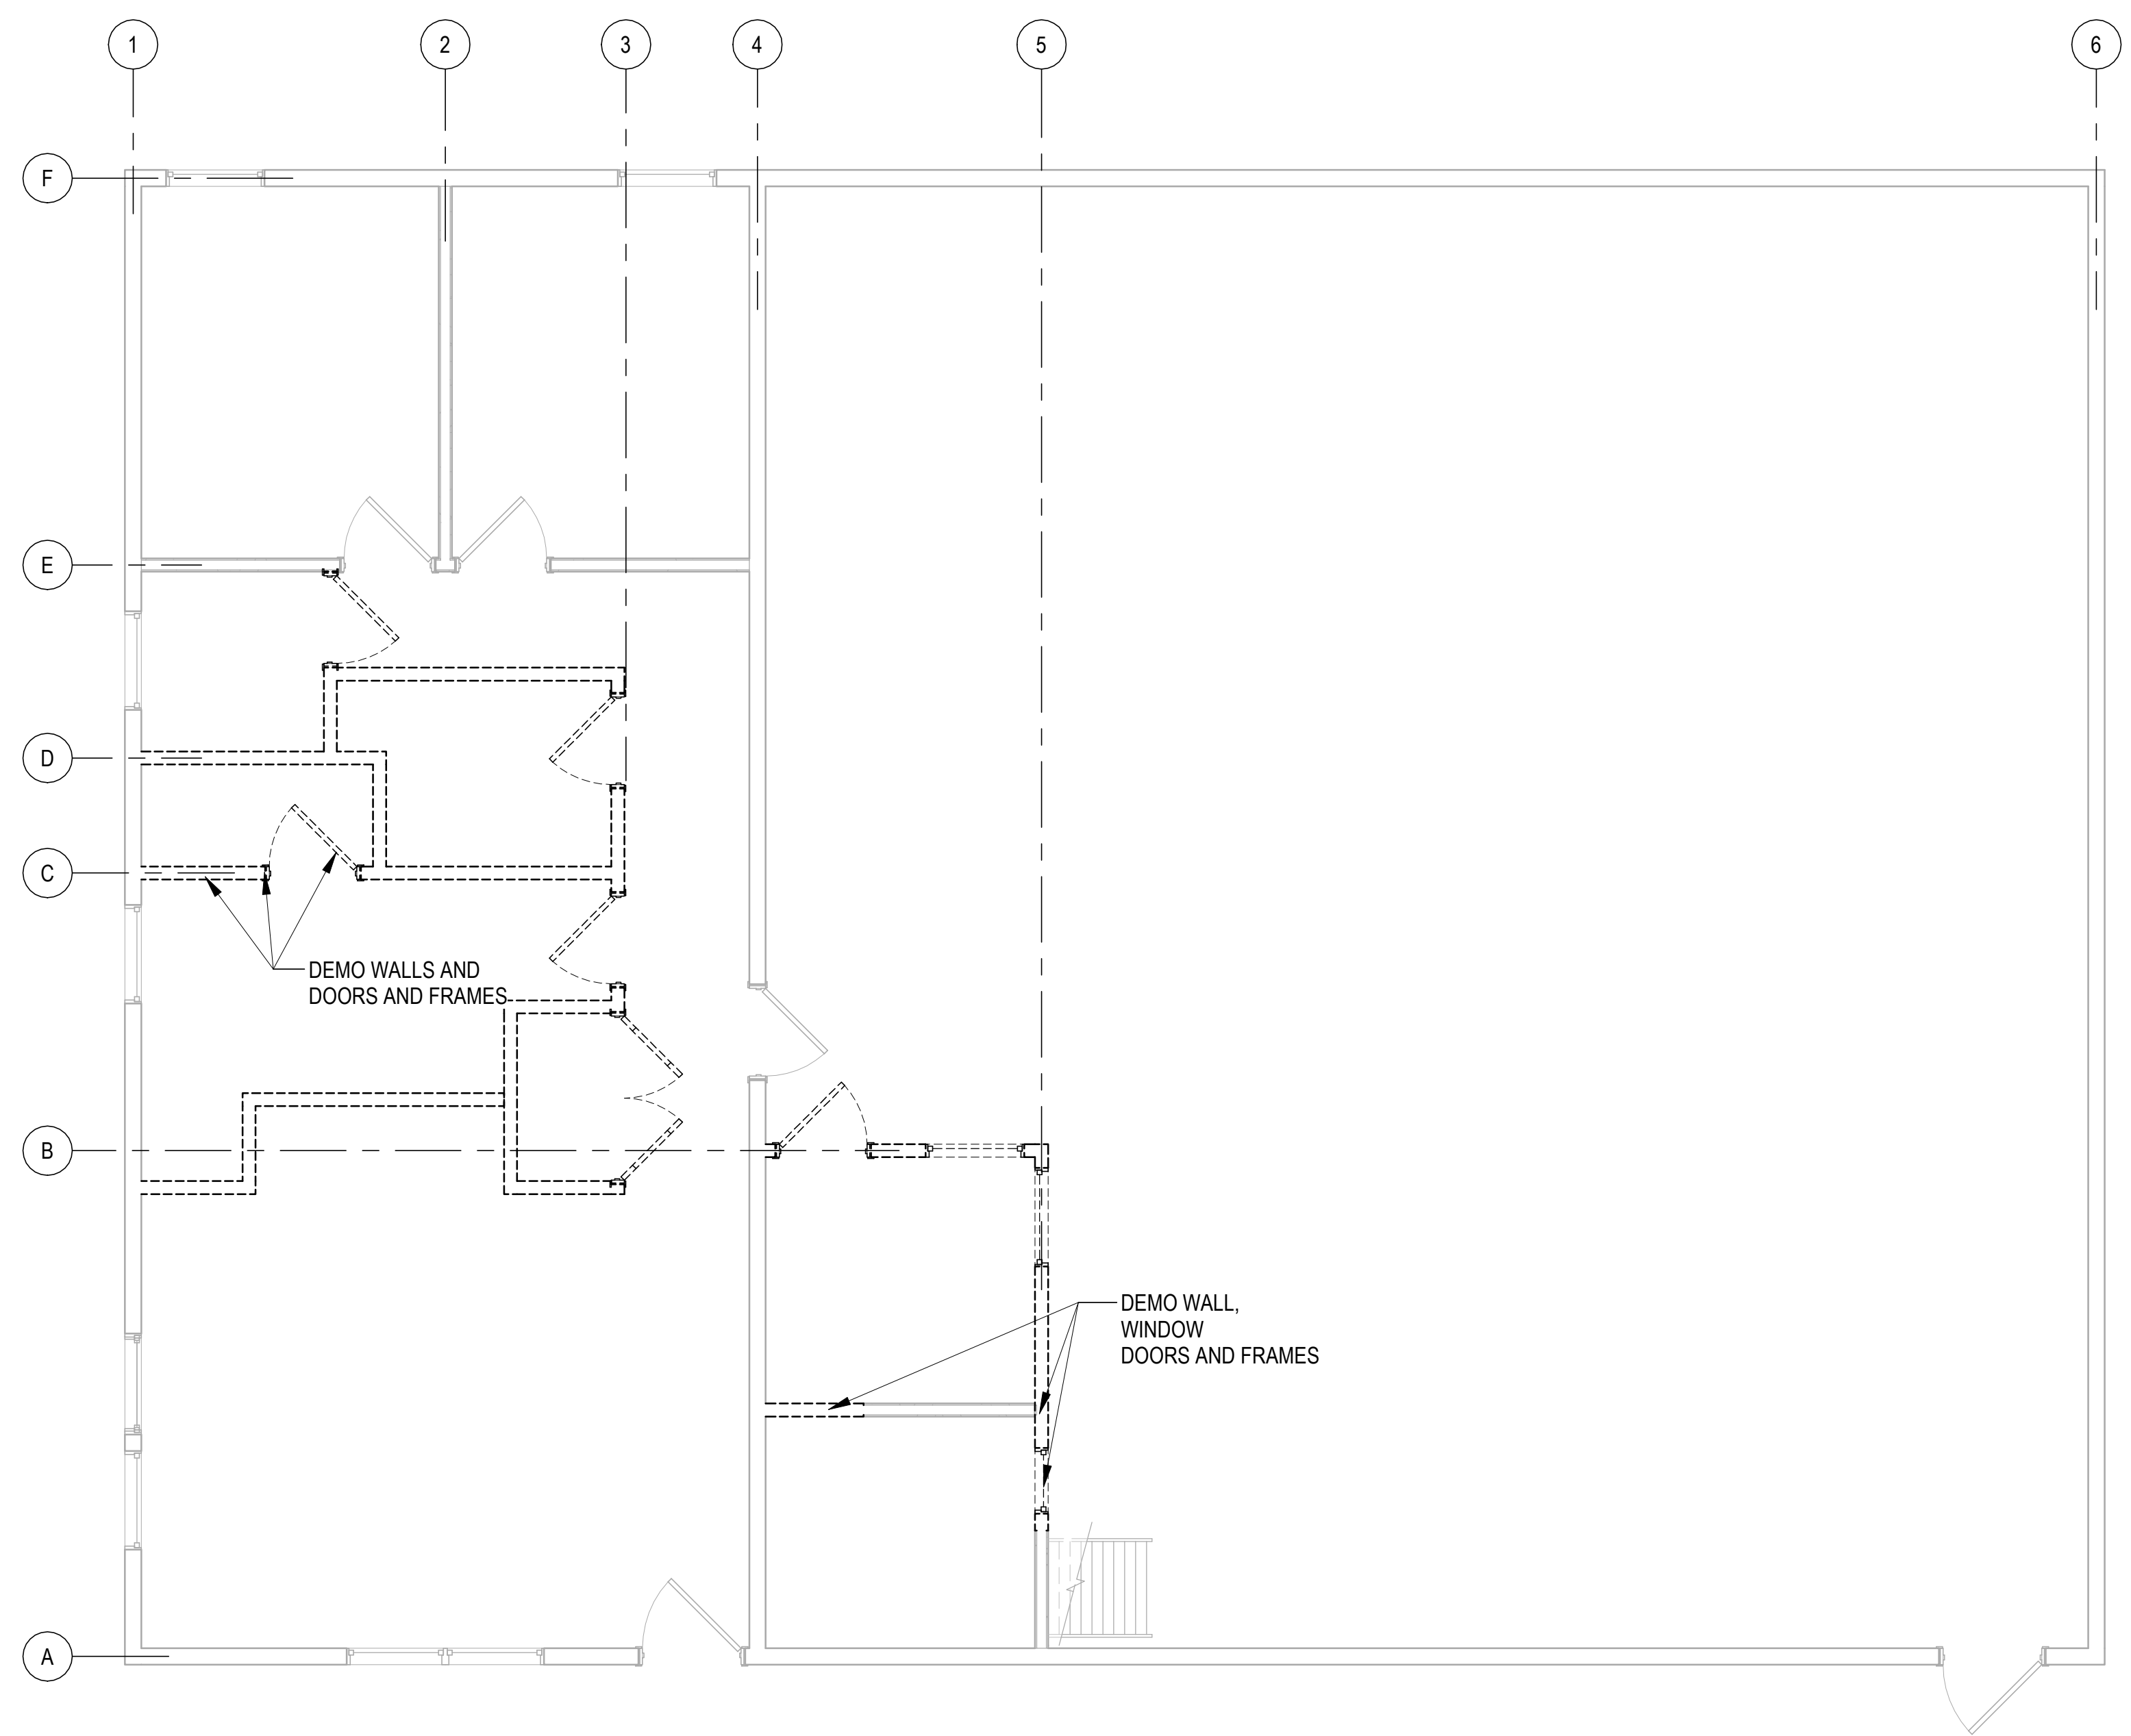 1
2
3
4
5
6
F
E
D
C
DEMO WALLS AND
DOORS AND FRAMES
B
DEMO WALL,
WINDOW
DOORS AND FRAMES
A